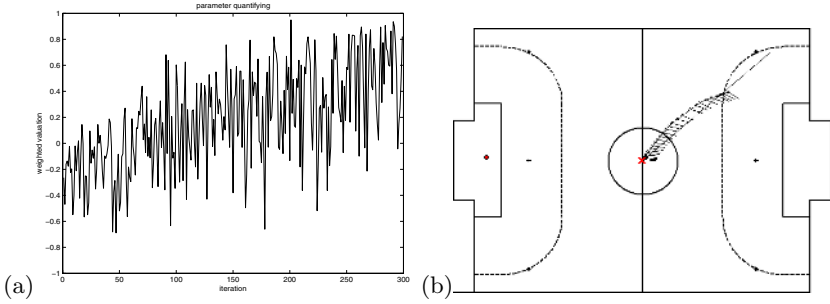 parameter quantifying
1
0.8
0.6
0.4
0.2
0
−0.2
−0.4
−0.6
−0.8
−1
weighted valuation
0 50 100 150 200 250 300
iteration
(a)
(b)